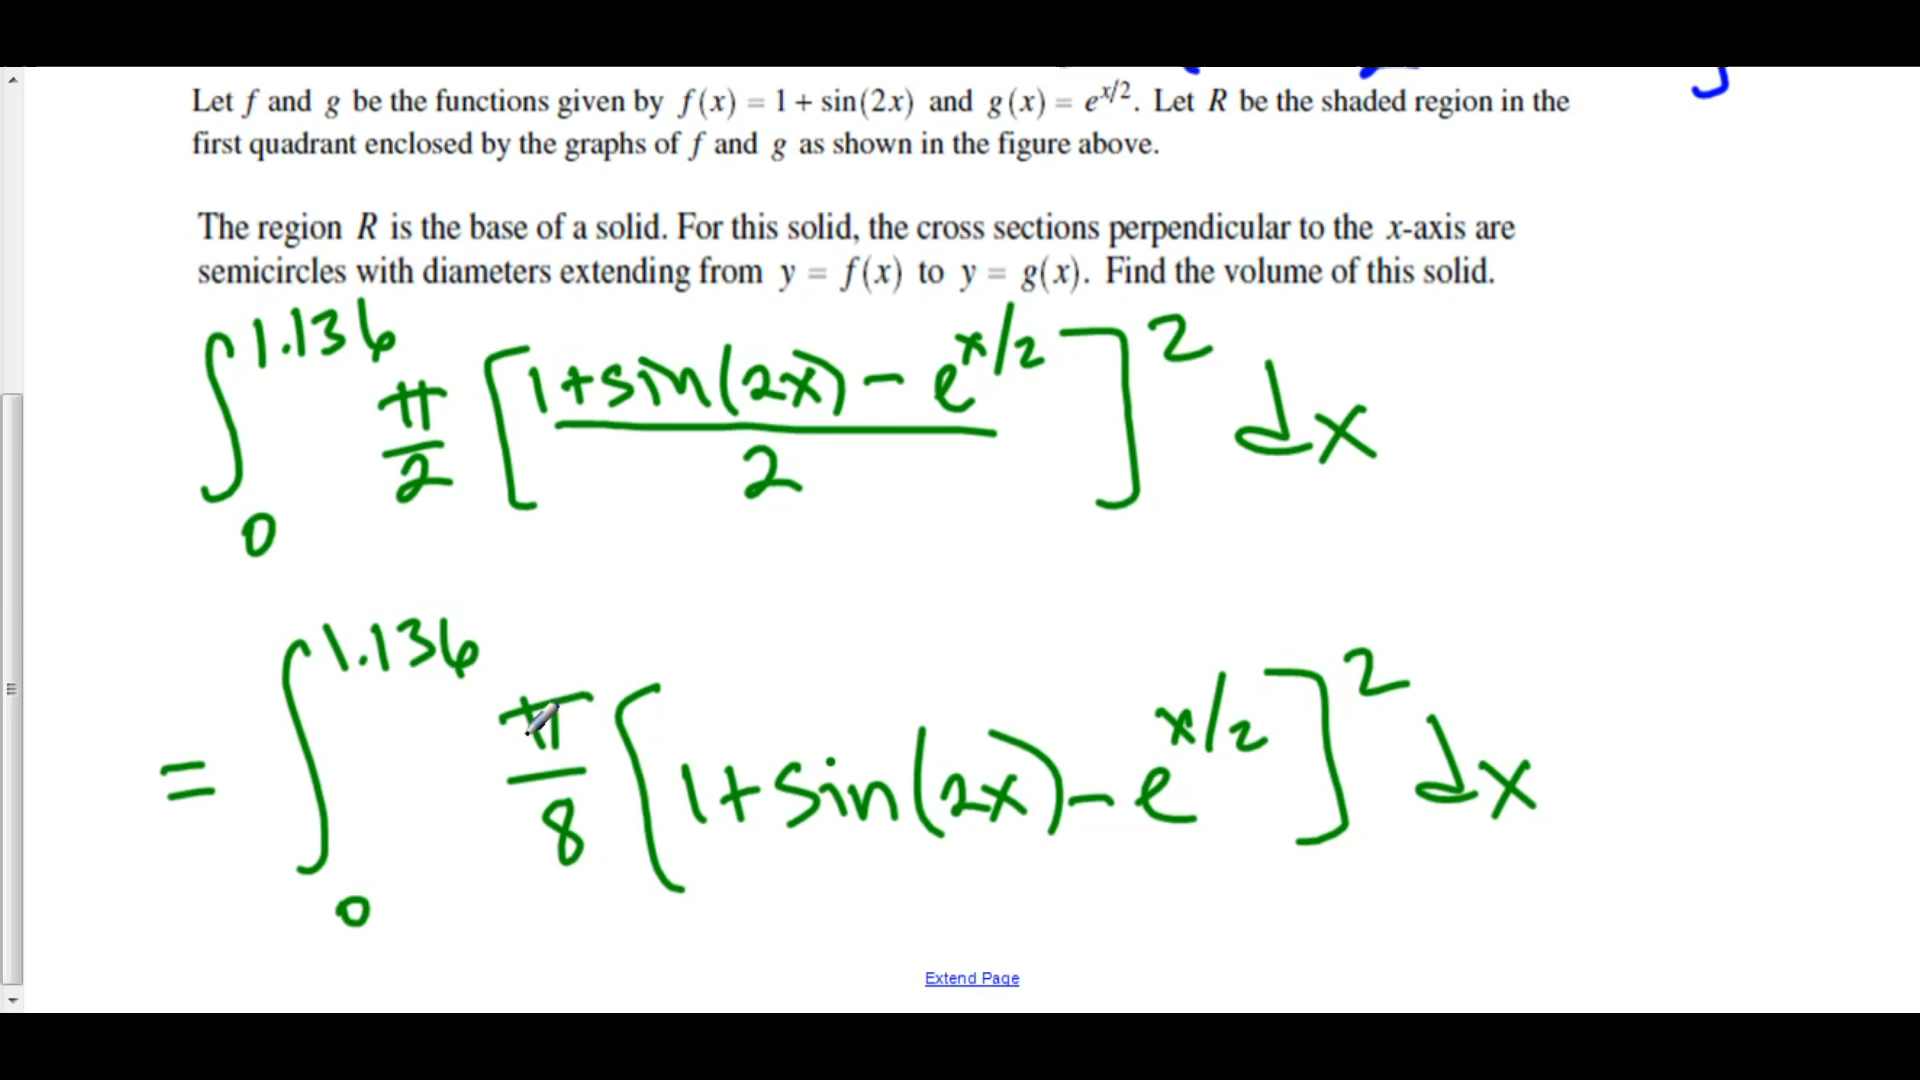 Let f and g be the functions given by f(x) = 1 + sin(2x) and g(x) = e^{x/2}. Let R be the shaded region in the
first quadrant enclosed by the graphs of f and g as shown in the figure above.
The region R is the base of a solid. For this solid, the cross sections perpendicular to the x-axis are
semicircles with diameters extending from y = f(x) to y = g(x). Find the volume of this solid.
∫_0^{1.136} π/2 [(1+sin(2x) - e^{x/2})/2]^2 dx
= ∫_0^{1.136} π/8 [1+sin(2x) - e^{x/2}]^2 dx
Extend Page